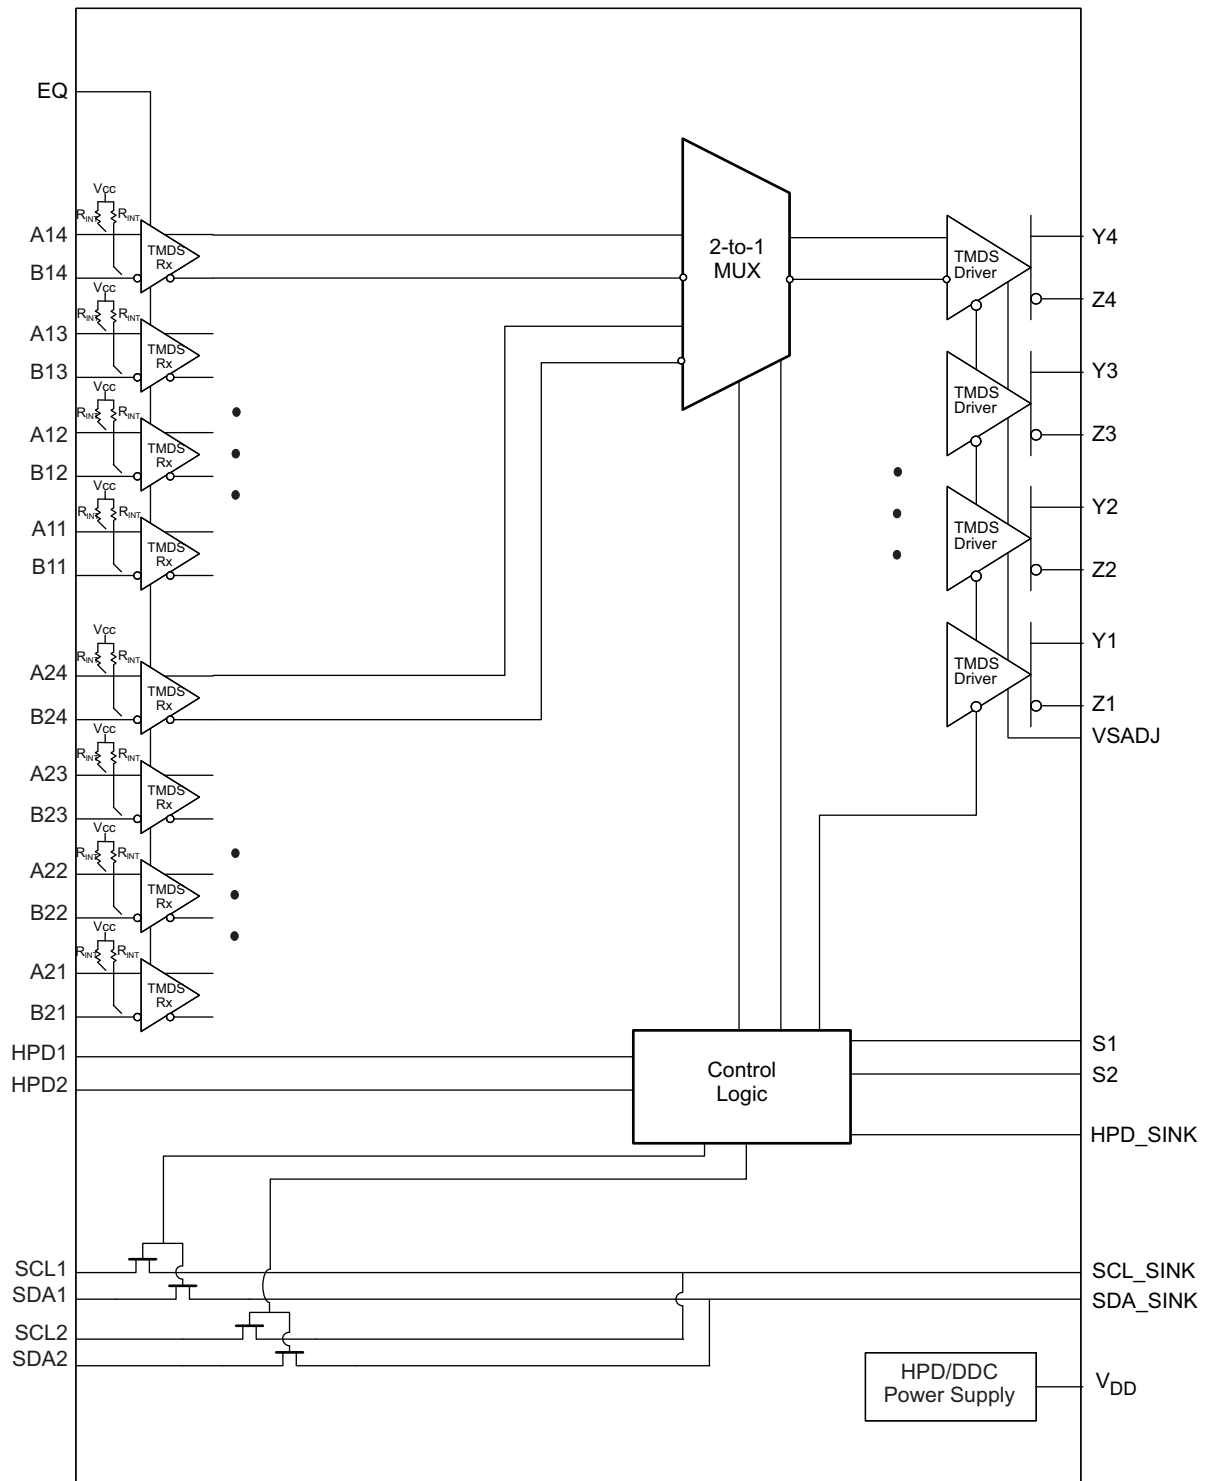 EQ
Vcc
RINT RINT
A14
TMDS
Rx
B14
Vcc
RINT RINT
A13
TMDS
Rx
B13
Vcc
RINT RINT
A12
TMDS
Rx
B12
Vcc
RINT RINT
A11
TMDS
Rx
B11
Vcc
RINT RINT
A24
TMDS
Rx
B24
Vcc
RINT RINT
A23
TMDS
Rx
B23
Vcc
RINT RINT
A22
TMDS
Rx
B22
Vcc
RINT RINT
A21
TMDS
Rx
B21
HPD1
HPD2
2-to-1
MUX
TMDS
Driver
Y4
Z4
TMDS
Driver
Y3
Z3
TMDS
Driver
Y2
Z2
TMDS
Driver
Y1
Z1
VSADJ
Control
Logic
S1
S2
HPD_SINK
SCL1
SDA1
SCL2
SDA2
SCL_SINK
SDA_SINK
HPD/DDC
Power Supply
VDD